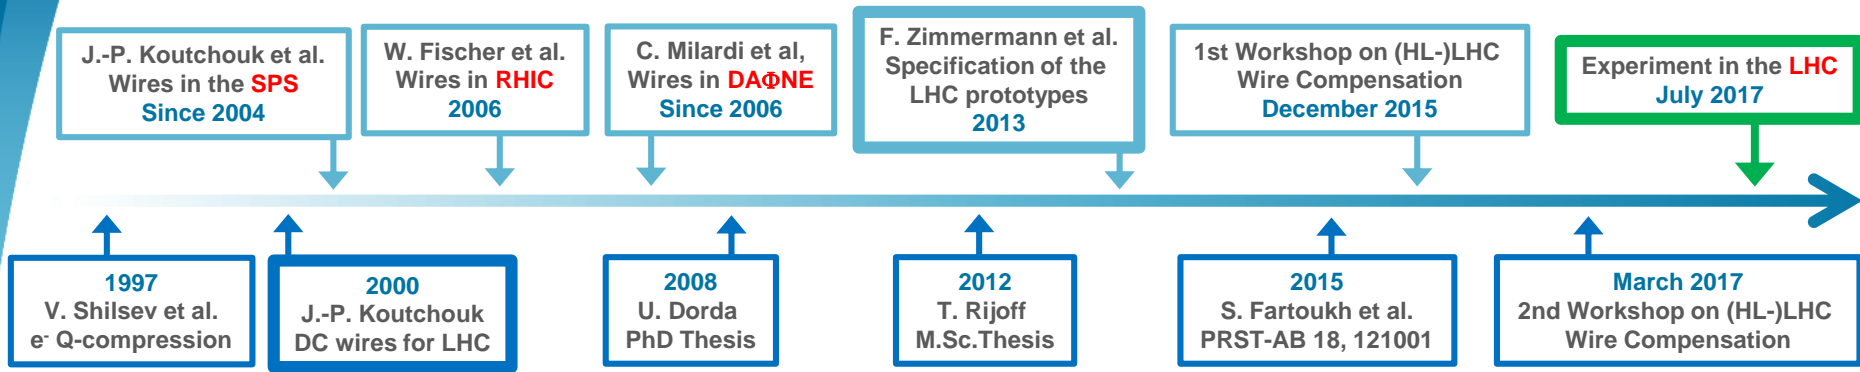 J.-P. Koutchouk et al.
Wires in the SPS
Since 2004
W. Fischer et al.
Wires in RHIC
2006
C. Milardi et al,
Wires in DAΦNE
Since 2006
F. Zimmermann et al.
Specification of the
LHC prototypes
2013
1st Workshop on (HL-)LHC
Wire Compensation
December 2015
Experiment in the LHC
July 2017
1997
V. Shilsev et al.
e- Q-compression
2000
J.-P. Koutchouk
DC wires for LHC
2008
U. Dorda
PhD Thesis
2012
T. Rijoff
M.Sc.Thesis
2015
S. Fartoukh et al.
PRST-AB 18, 121001
March 2017
2nd Workshop on (HL-)LHC
Wire Compensation